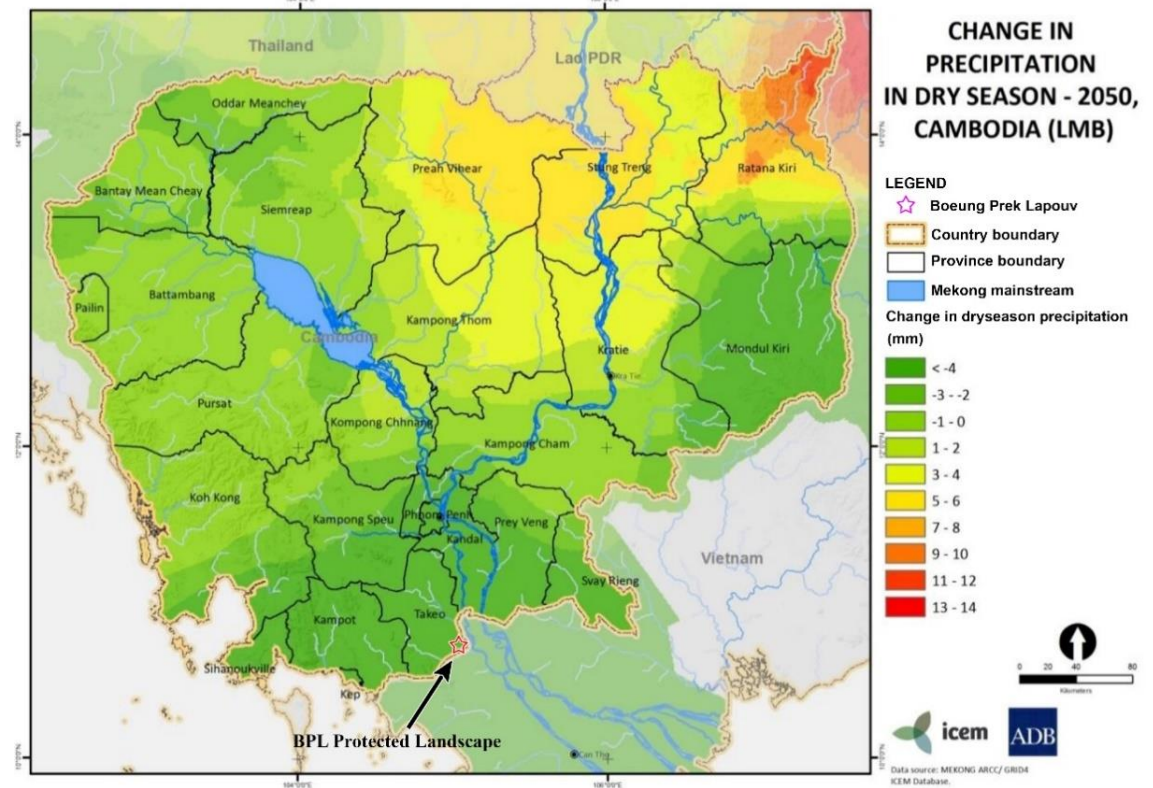 CHANGE IN
PRECIPITATION
IN DRY SEASON - 2050,
CAMBODIA (LMB)
LEGEND
Boeung Prek Lapouv
Country boundary
Province boundary
Mekong mainstream
Change in dryseason precipitation
(mm)
< -4
-3 - -2
-1 - 0
1 - 2
3 - 4
5 - 6
7 - 8
9 - 10
11 - 12
13 - 14
0 20 40 80
Kilometers
icem
ADB
Data source: MEKONG ARCC/ GRID4
ICEM Database.
Thailand
Lao PDR
Oddar Meanchey
Preah Vihear
Stung Treng
Ratana Kiri
Bantay Mean Cheay
Siemreap
Battambang
Pailin
Kampong Thom
Cambodia
Kratie
Mondul Kiri
Pursat
Kompong Chhnang
Kampong Cham
Koh Kong
Kampong Speu
Phnom Penh
Prey Veng
Kandal
Vietnam
Svay Rieng
Takeo
Kampot
Sihanoukville
Kep
BPL Protected Landscape
Can Tho